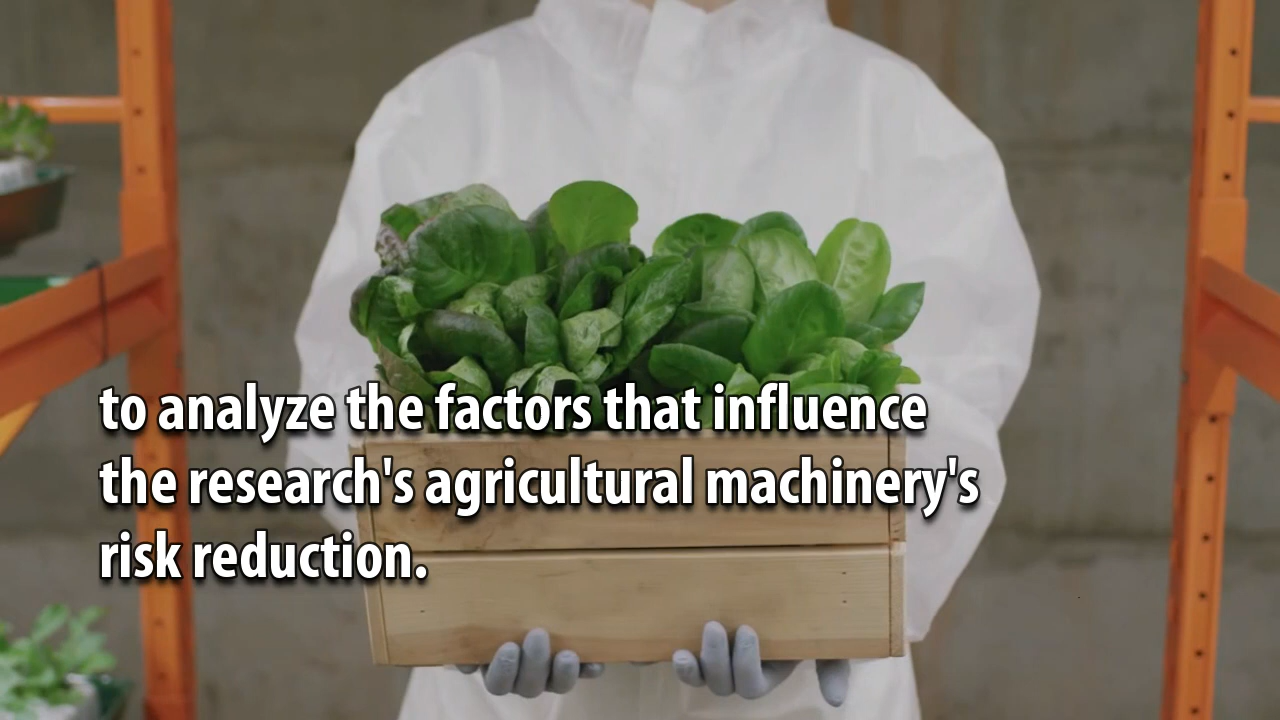 to analyze the factors that influence
the research's agricultural machinery's
risk reduction.